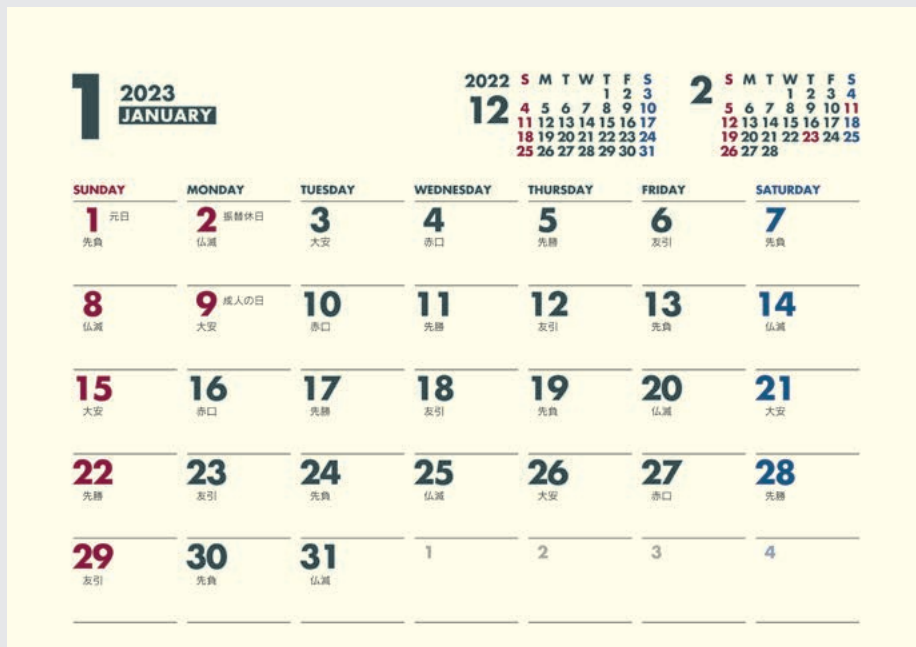 1
2023
JANUARY
2022
12
S M T W T F S
1 2 3
4 5 6 7 8 9 10
11 12 13 14 15 16 17
18 19 20 21 22 23 24
25 26 27 28 29 30 31
2
S M T W T F S
1 2 3 4
5 6 7 8 9 10 11
12 13 14 15 16 17 18
19 20 21 22 23 24 25
26 27 28
SUNDAY MONDAY TUESDAY WEDNESDAY THURSDAY FRIDAY SATURDAY
1 元日 2 振替休日 3 4 5 6 7
先負 仏滅 大安 赤口 先勝 友引 先負
8 9 成人の日 10 11 12 13 14
仏滅 大安 赤口 先勝 友引 先負 仏滅
15 16 17 18 19 20 21
大安 赤口 先勝 友引 先負 仏滅 大安
22 23 24 25 26 27 28
先勝 友引 先負 仏滅 大安 赤口 先勝
29 30 31 1 2 3 4
友引 先負 仏滅